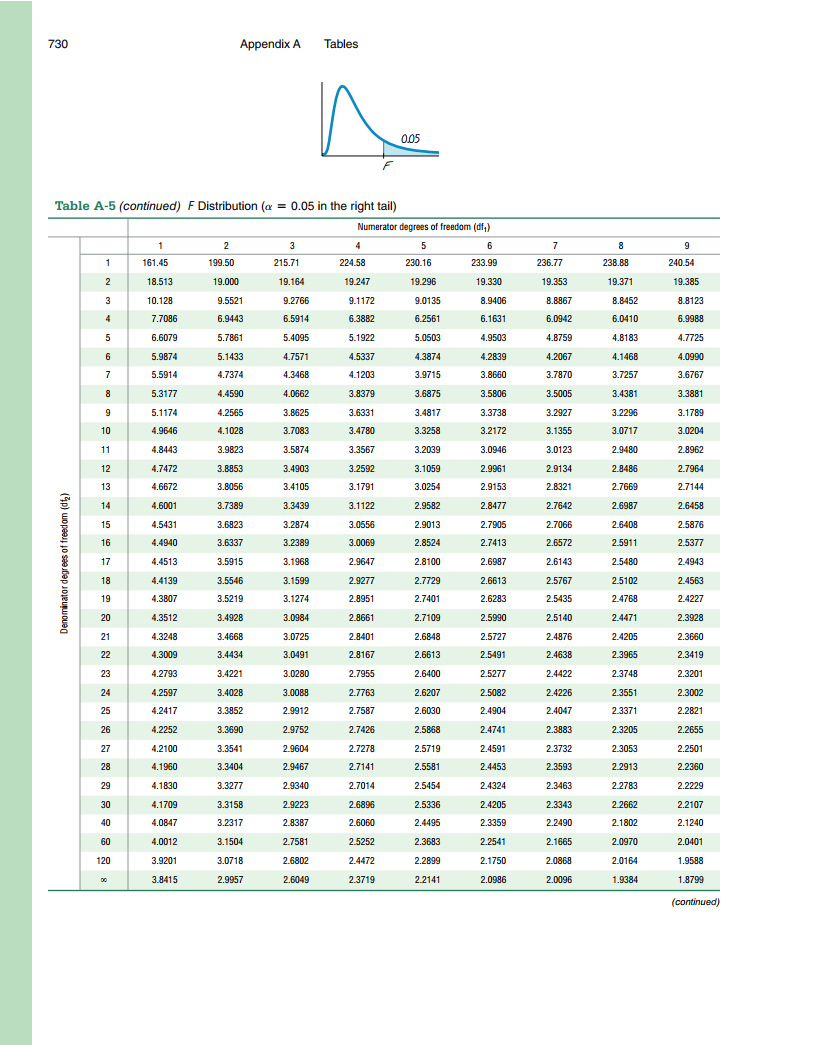 730 Appendix A Tables
0.05
F
Table A-5 (continued) F Distribution (α = 0.05 in the right tail)
Numerator degrees of freedom (df₁)
1 2 3 4 5 6 7 8 9
Denominator degrees of freedom (df₂)
1 161.45 199.50 215.71 224.58 230.16 233.99 236.77 238.88 240.54
2 18.513 19.000 19.164 19.247 19.296 19.330 19.353 19.371 19.385
3 10.128 9.5521 9.2766 9.1172 9.0135 8.9406 8.8867 8.8452 8.8123
4 7.7086 6.9443 6.5914 6.3882 6.2561 6.1631 6.0942 6.0410 6.9988
5 6.6079 5.7861 5.4095 5.1922 5.0503 4.9503 4.8759 4.8183 4.7725
6 5.9874 5.1433 4.7571 4.5337 4.3874 4.2839 4.2067 4.1468 4.0990
7 5.5914 4.7374 4.3468 4.1203 3.9715 3.8660 3.7870 3.7257 3.6767
8 5.3177 4.4590 4.0662 3.8379 3.6875 3.5806 3.5005 3.4381 3.3881
9 5.1174 4.2565 3.8625 3.6331 3.4817 3.3738 3.2927 3.2296 3.1789
10 4.9646 4.1028 3.7083 3.4780 3.3258 3.2172 3.1355 3.0717 3.0204
11 4.8443 3.9823 3.5874 3.3567 3.2039 3.0946 3.0123 2.9480 2.8962
12 4.7472 3.8853 3.4903 3.2592 3.1059 2.9961 2.9134 2.8486 2.7964
13 4.6672 3.8056 3.4105 3.1791 3.0254 2.9153 2.8321 2.7669 2.7144
14 4.6001 3.7389 3.3439 3.1122 2.9582 2.8477 2.7642 2.6987 2.6458
15 4.5431 3.6823 3.2874 3.0556 2.9013 2.7905 2.7066 2.6408 2.5876
16 4.4940 3.6337 3.2389 3.0069 2.8524 2.7413 2.6572 2.5911 2.5377
17 4.4513 3.5915 3.1968 2.9647 2.8100 2.6987 2.6143 2.5480 2.4943
18 4.4139 3.5546 3.1599 2.9277 2.7729 2.6613 2.5767 2.5102 2.4563
19 4.3807 3.5219 3.1274 2.8951 2.7401 2.6283 2.5435 2.4768 2.4227
20 4.3512 3.4928 3.0984 2.8661 2.7109 2.5990 2.5140 2.4471 2.3928
21 4.3248 3.4668 3.0725 2.8401 2.6848 2.5727 2.4876 2.4205 2.3660
22 4.3009 3.4434 3.0491 2.8167 2.6613 2.5491 2.4638 2.3965 2.3419
23 4.2793 3.4221 3.0280 2.7955 2.6400 2.5277 2.4422 2.3748 2.3201
24 4.2597 3.4028 3.0088 2.7763 2.6207 2.5082 2.4226 2.3551 2.3002
25 4.2417 3.3852 2.9912 2.7587 2.6030 2.4904 2.4047 2.3371 2.2821
26 4.2252 3.3690 2.9752 2.7426 2.5868 2.4741 2.3883 2.3205 2.2655
27 4.2100 3.3541 2.9604 2.7278 2.5719 2.4591 2.3732 2.3053 2.2501
28 4.1960 3.3404 2.9467 2.7141 2.5581 2.4453 2.3593 2.2913 2.2360
29 4.1830 3.3277 2.9340 2.7014 2.5454 2.4324 2.3463 2.2783 2.2229
30 4.1709 3.3158 2.9223 2.6896 2.5336 2.4205 2.3343 2.2662 2.2107
40 4.0847 3.2317 2.8387 2.6060 2.4495 2.3359 2.2490 2.1802 2.1240
60 4.0012 3.1504 2.7581 2.5252 2.3683 2.2541 2.1665 2.0970 2.0401
120 3.9201 3.0718 2.6802 2.4472 2.2899 2.1750 2.0868 2.0164 1.9588
∞ 3.8415 2.9957 2.6049 2.3719 2.2141 2.0986 2.0096 1.9384 1.8799
(continued)